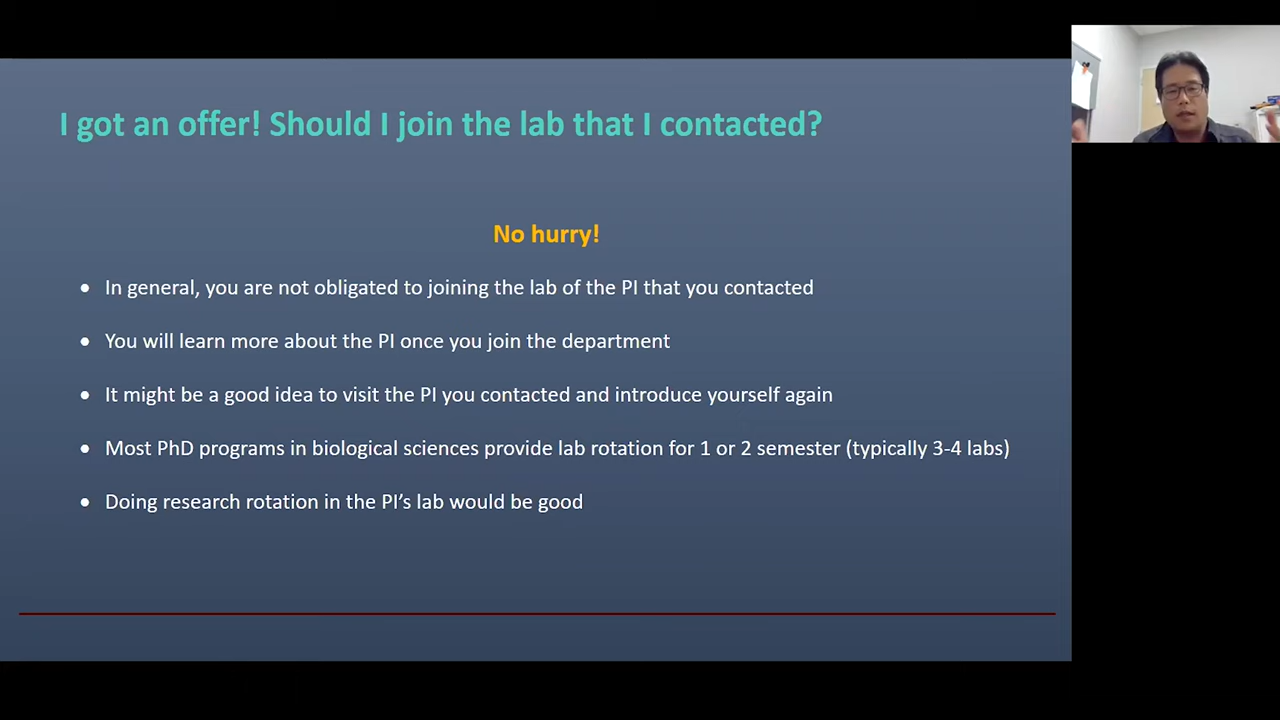 I got an offer! Should I join the lab that I contacted?
No hurry!
• In general, you are not obligated to joining the lab of the PI that you contacted
• You will learn more about the PI once you join the department
• It might be a good idea to visit the PI you contacted and introduce yourself again
• Most PhD programs in biological sciences provide lab rotation for 1 or 2 semester (typically 3-4 labs)
• Doing research rotation in the PI’s lab would be good